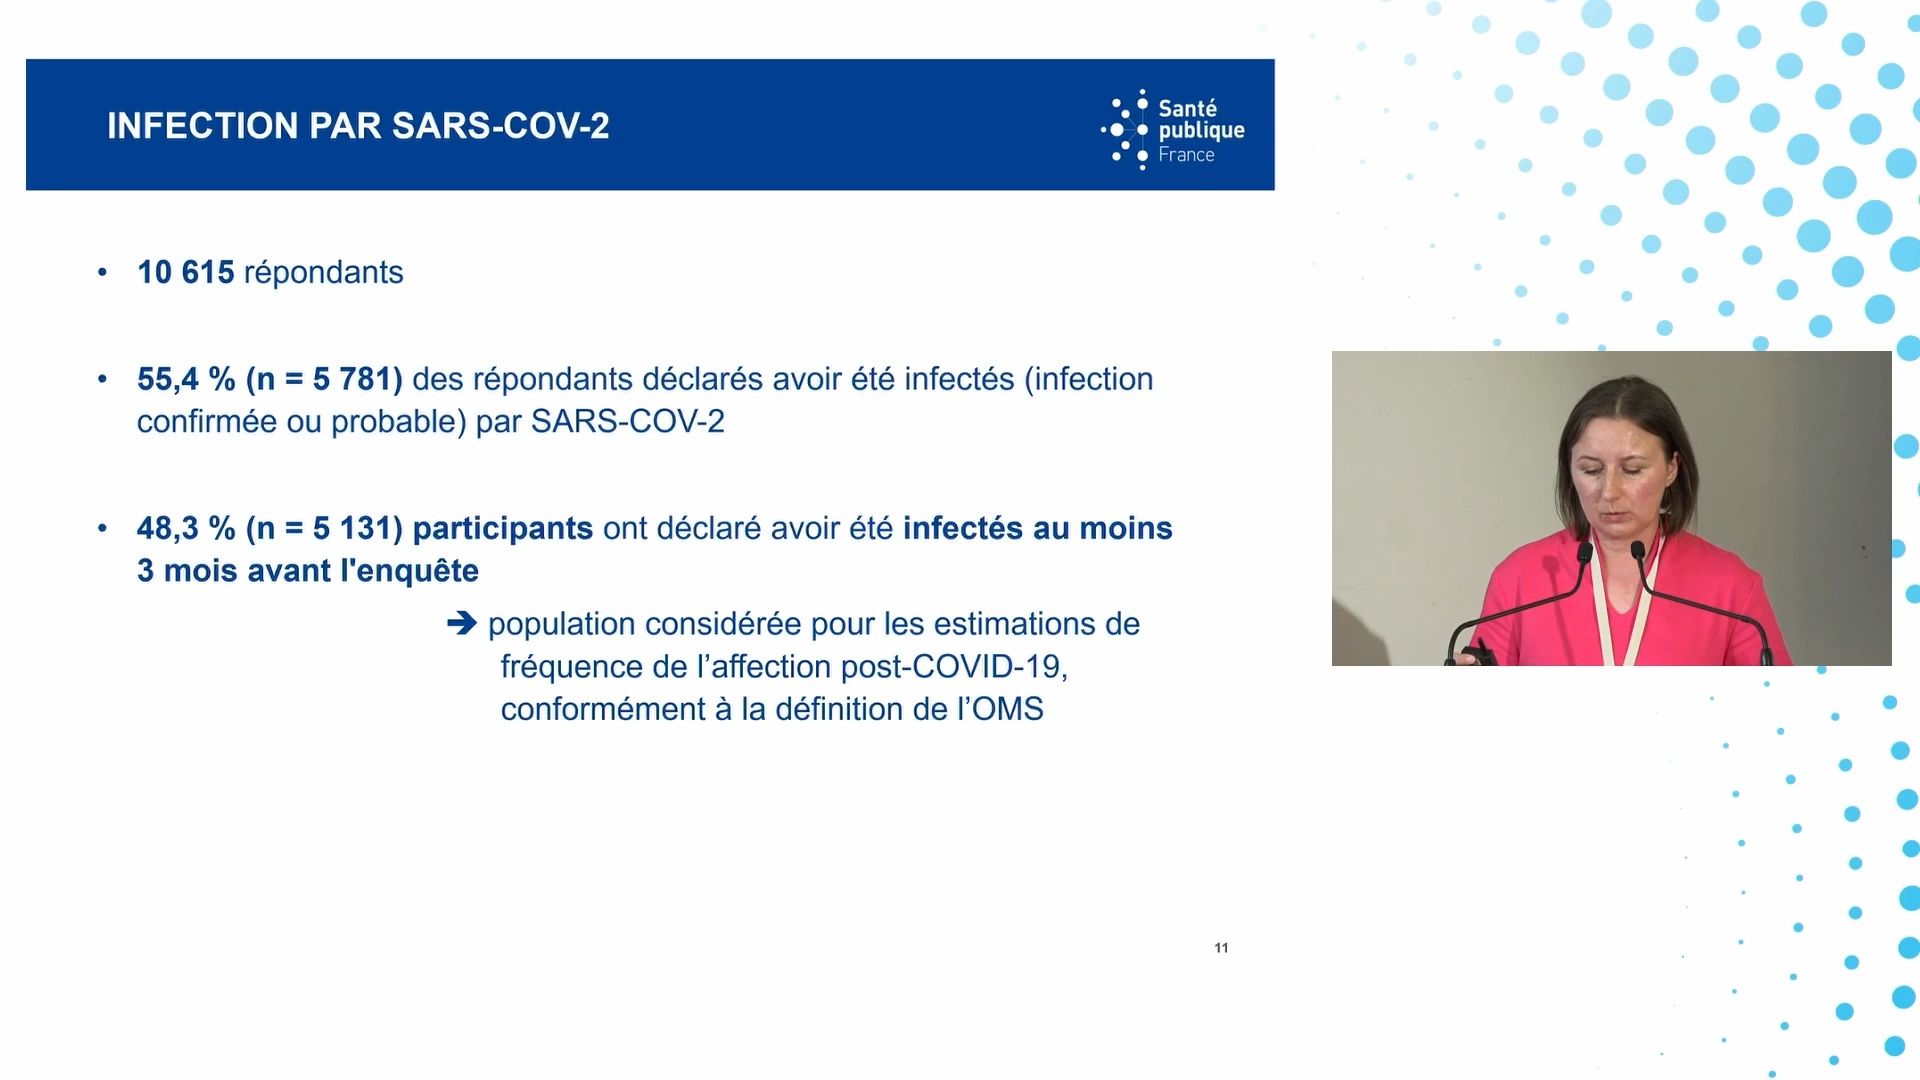 INFECTION PAR SARS-COV-2
Santé
publique
France
• 10 615 répondants
• 55,4 % (n = 5 781) des répondants déclarés avoir été infectés (infection
confirmée ou probable) par SARS-COV-2
• 48,3 % (n = 5 131) participants ont déclaré avoir été infectés au moins
3 mois avant l'enquête
➔ population considérée pour les estimations de
fréquence de l’affection post-COVID-19,
conformément à la définition de l’OMS
11